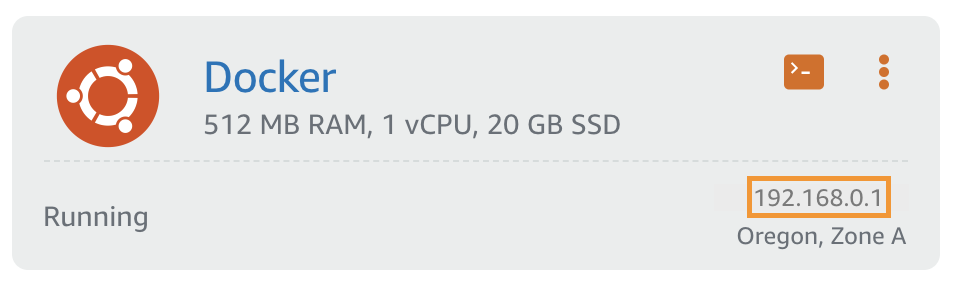 Docker
512 MB RAM, 1 vCPU, 20 GB SSD
Running
192.168.0.1
Oregon, Zone A